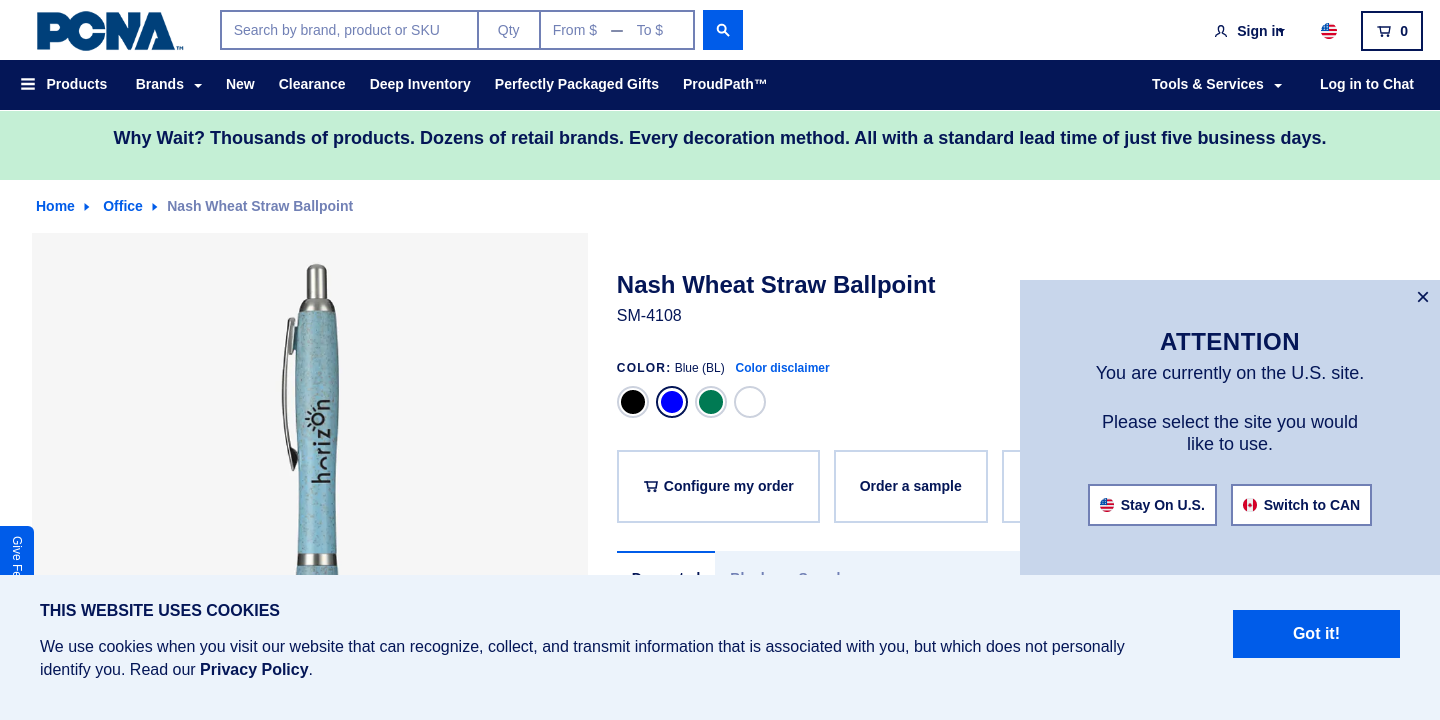 PCNA™
Search by brand, product or SKU
Qty
From $ — To $
Sign in
0
Products
Brands
New
Clearance
Deep Inventory
Perfectly Packaged Gifts
ProudPath™
Tools & Services
Log in to Chat
Why Wait? Thousands of products. Dozens of retail brands. Every decoration method. All with a standard lead time of just five business days.
Home
Office
Nash Wheat Straw Ballpoint
horizon
Nash Wheat Straw Ballpoint
SM-4108
COLOR: Blue (BL) Color disclaimer
Configure my order
Order a sample
×
ATTENTION
You are currently on the U.S. site.
Please select the site you would
like to use.
Stay On U.S.
Switch to CAN
Give
THIS WEBSITE USES COOKIES
We use cookies when you visit our website that can recognize, collect, and transmit information that is associated with you, but which does not personally
identify you. Read our Privacy Policy.
Got it!